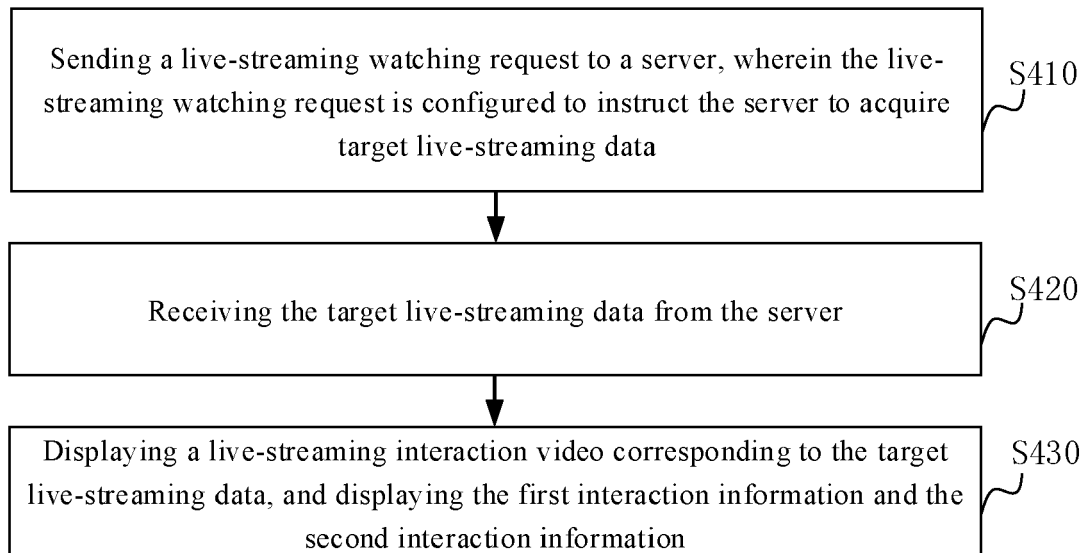 Sending a live-streaming watching request to a server, wherein the live-
streaming watching request is configured to instruct the server to acquire
target live-streaming data
S410
Receiving the target live-streaming data from the server
S420
Displaying a live-streaming interaction video corresponding to the target
live-streaming data, and displaying the first interaction information and the
second interaction information
S430